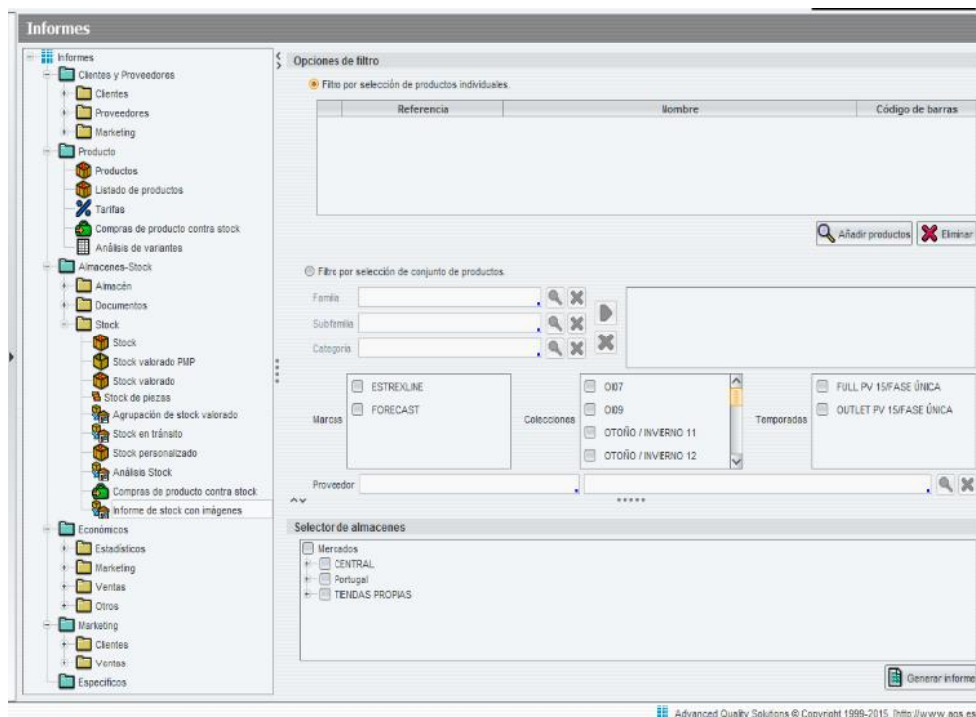 Informes
Informes
Clientes y Proveedores
Clientes
Proveedores
Marketing
Producto
Productos
Listado de productos
Tarifas
Compras de producto contra stock
Análisis de variantes
Almacenes-Stock
Almacén
Documentos
Stock
Stock
Stock valorado PMP
Stock valorado
Stock de piezas
Agrupación de stock valorado
Stock en tránsito
Stock personalizado
Análisis Stock
Compras de producto contra stock
Informe de stock con imágenes
Económicos
Estadísticos
Marketing
Ventas
Otros
Marketing
Clientes
Ventas
Específicos
Opciones de filtro
Filtro por selección de productos individuales.
Referencia Nombre Código de barras
Añadir productos Eliminar
Filtro por selección de conjunto de productos.
Familia
Subfamilia
Categoría
Marcas
ESTREXLINE
FORECAST
Colecciones
OI07
OI09
OTOÑO / INVIERNO 11
OTOÑO / INVIERNO 12
Temporadas
FULL PV 15/FASE ÚNICA
OUTLET PV 15/FASE ÚNICA
Proveedor
Selector de almacenes
Mercados
CENTRAL
Portugal
TIENDAS PROPIAS
Generar informe
Advanced Quality Solutions © Copyright 1999-2015. [http://www.aqs.es